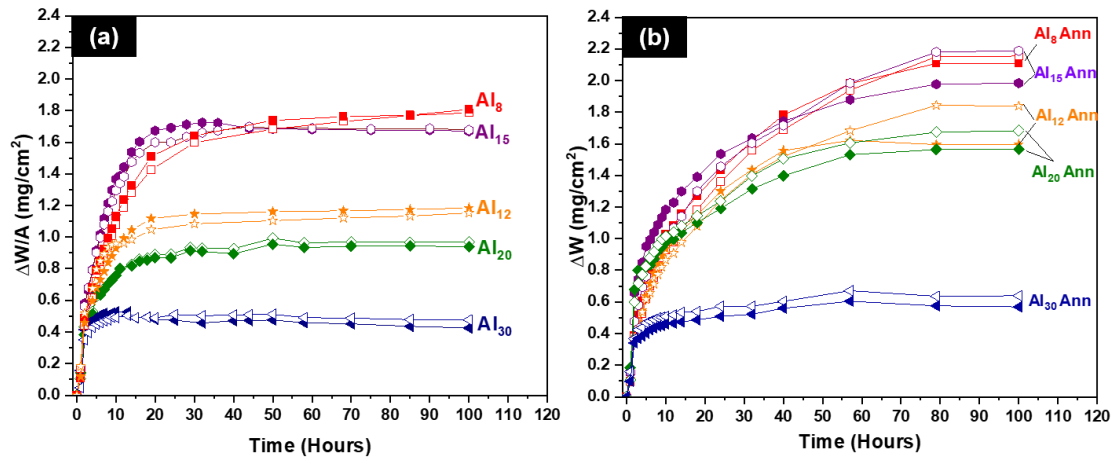 (a)
ΔW/A (mg/cm²)
2.4
2.2
2.0
1.8
1.6
1.4
1.2
1.0
0.8
0.6
0.4
0.2
0.0
Al₈
Al₁₅
Al₁₂
Al₂₀
Al₃₀
0 10 20 30 40 50 60 70 80 90 100 110 120
Time (Hours)
(b)
ΔW (mg/cm²)
2.4
2.2
2.0
1.8
1.6
1.4
1.2
1.0
0.8
0.6
0.4
0.2
0.0
Al₈ Ann
Al₁₅ Ann
Al₁₂ Ann
Al₂₀ Ann
Al₃₀ Ann
0 10 20 30 40 50 60 70 80 90 100 110 120
Time (Hours)